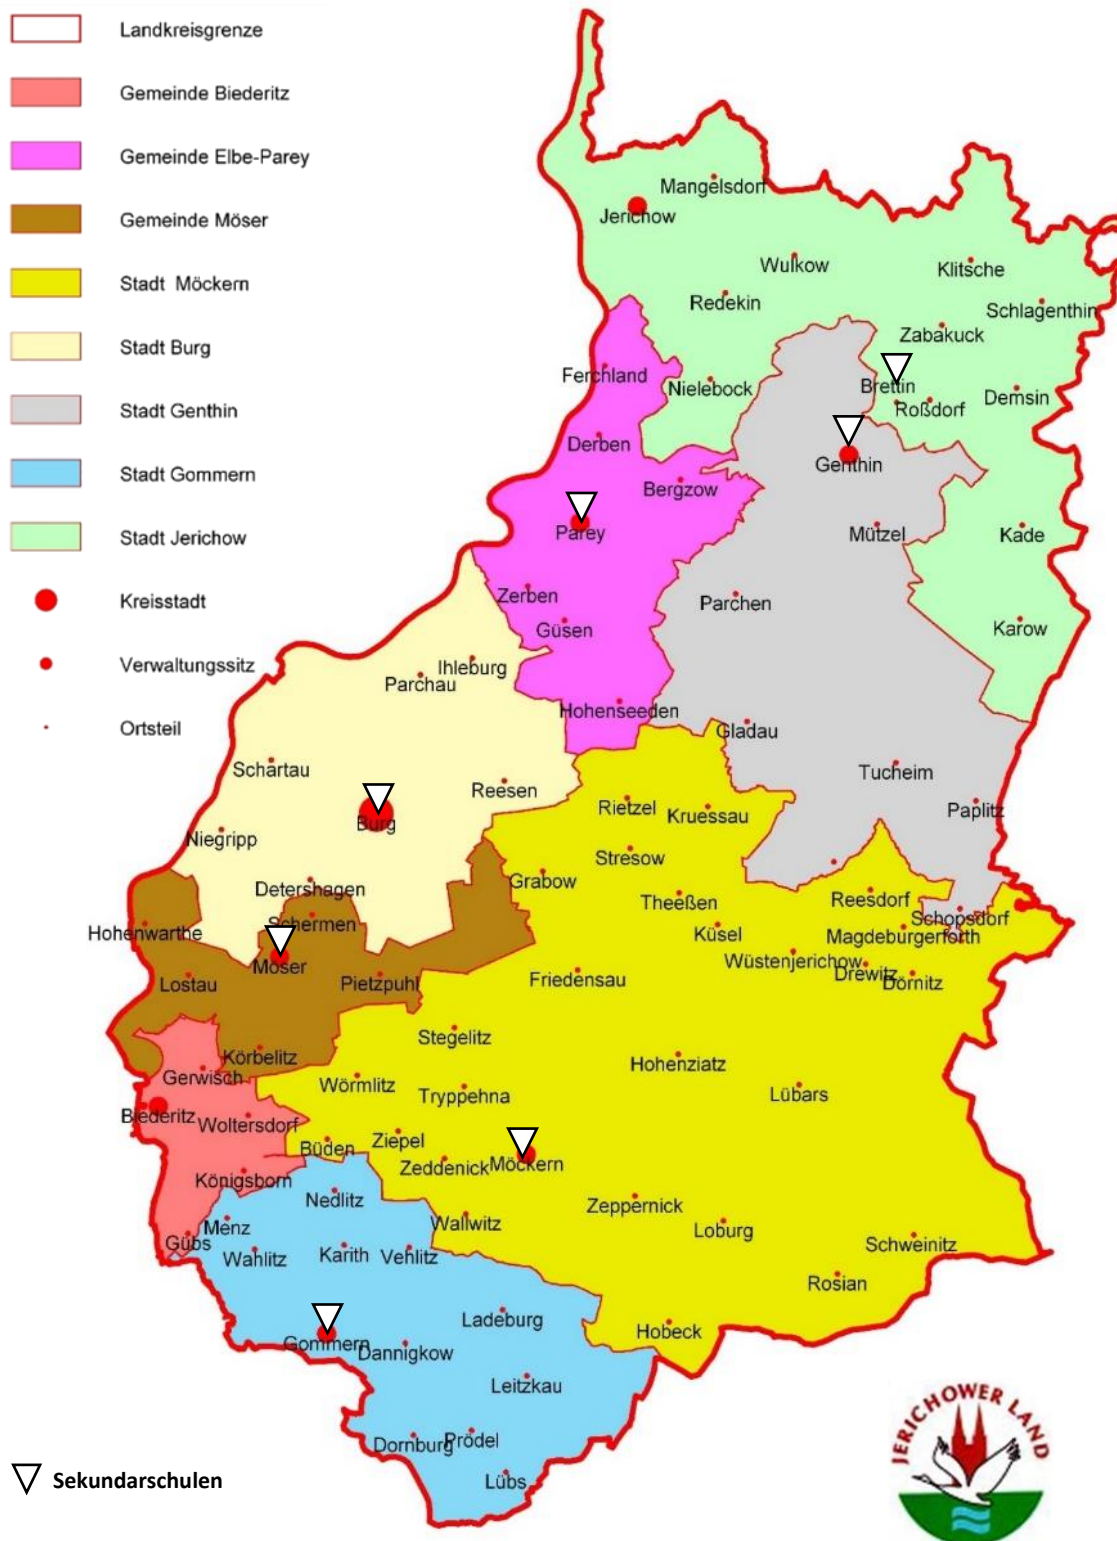 Landkreisgrenze
Gemeinde Biederitz
Gemeinde Elbe-Parey
Gemeinde Möser
Stadt Möckern
Stadt Burg
Stadt Genthin
Stadt Gommern
Stadt Jerichow
Kreisstadt
Verwaltungssitz
Ortsteil
Mangelsdorf
Jerichow
Wulkow
Klitsche
Redekin
Schlagenthin
Zabakuck
Ferchland
Nielebock
Brettin
Roßdorf
Demsin
Derben
Genthin
Bergzow
Parey
Mützel
Kade
Zerben
Parchen
Güsen
Karow
Ihleburg
Parchau
Hohenseeden
Gladau
Schartau
Tucheim
Reesen
Rietzel
Kruessau
Paplitz
Burg
Niegripp
Stresow
Grabow
Detershagen
Theeßen
Reesdorf
Schermen
Schopsdorf
Hohenwarthe
Küsel
Magdeburgerforth
Möser
Wüstenjerichow
Drewitz
Dörnitz
Lostau
Pietzpuhl
Friedensau
Stegelitz
Körbelitz
Hohenziatz
Gerwisch
Wörmlitz
Tryppehna
Lübars
Biederitz
Woltersdorf
Büden
Ziepel
Zeddenick
Möckern
Königsborn
Nedlitz
Zeppernick
Menz
Wallwitz
Loburg
Gübs
Wahlitz
Karith
Vehlitz
Schweinitz
Rosian
Ladeburg
Hobeck
Gommern
Dannigkow
Leitzkau
Dornburg
Prödel
Lübs
Sekundarschulen
JERICHOWER LAND